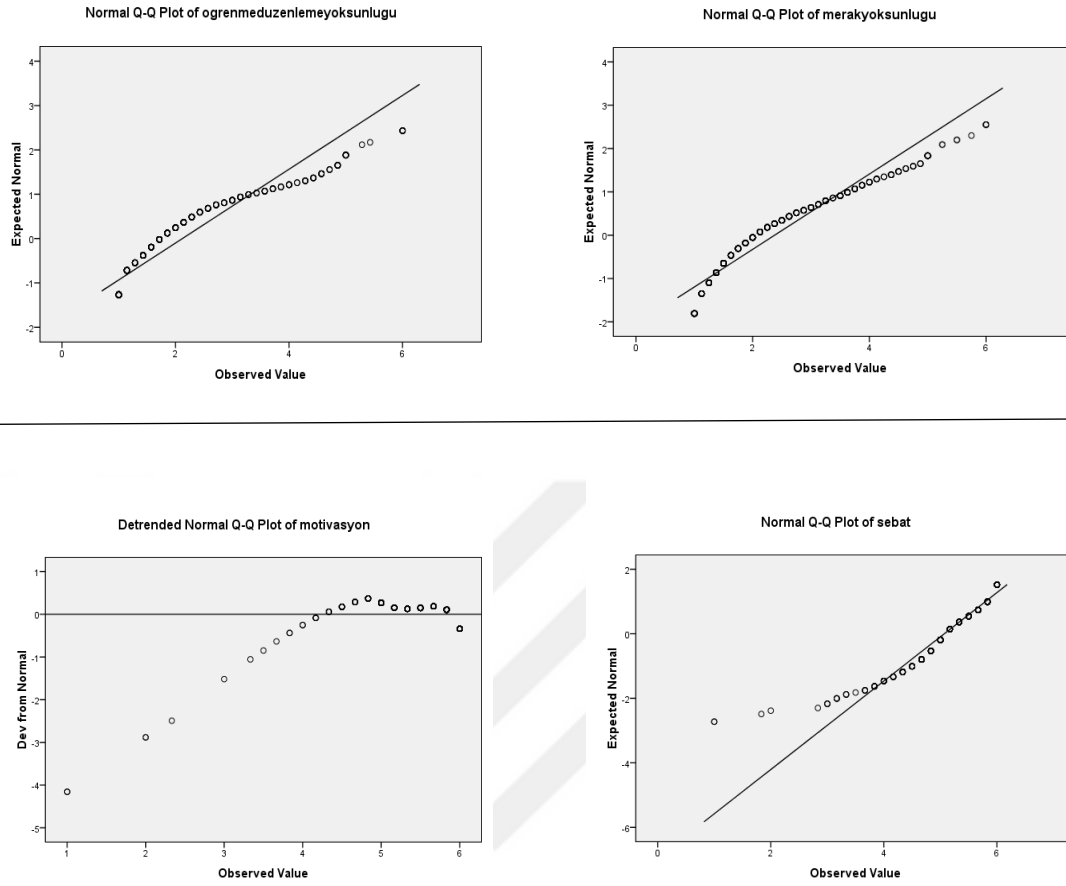 Normal Q-Q Plot of ogrenmeduzenlemeyoksunlugu
Expected Normal
4
3
2
1
0
-1
-2
0 2 4 6
Observed Value
Normal Q-Q Plot of merakyoksunlugu
Expected Normal
4
3
2
1
0
-1
-2
0 2 4 6
Observed Value
Detrended Normal Q-Q Plot of motivasyon
Dev from Normal
1
0
-1
-2
-3
-4
-5
1 2 3 4 5 6
Observed Value
Normal Q-Q Plot of sebat
Expected Normal
2
0
-2
-4
-6
0 2 4 6
Observed Value